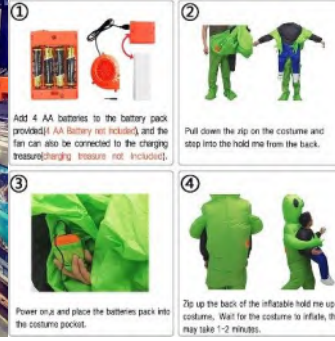 ①
Add 4 AA batteries to the battery pack
provided(4 AA Battery not included), and the
fan can also be connected to the charging
treasure(charging treasure not included).
②
Pull down the zip on the costume and
step into the hold me from the back.
③
Power on,s and place the batteries pack into
the costume pocket.
④
Zip up the back of the inflatable hold me up
costume, Wait for the costume to inflate, th
may take 1-2 minutes.